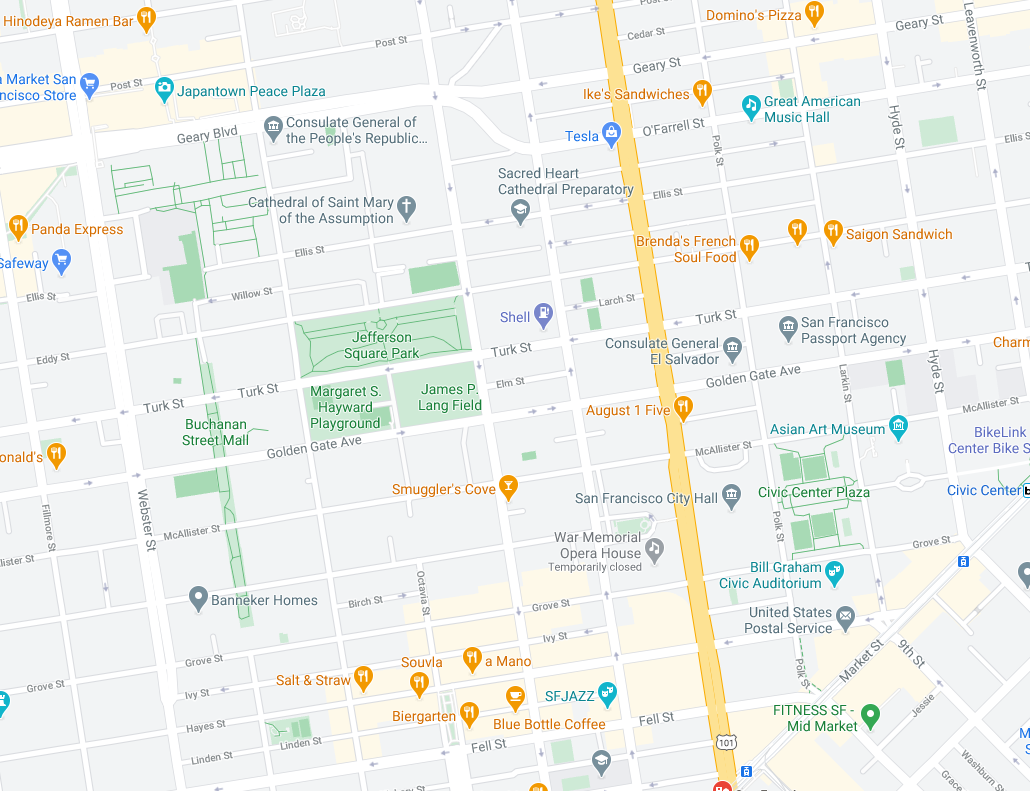 Hinodeya Ramen Bar
Domino's Pizza
Geary St
Cedar St
Post St
Geary St
Leavenworth St
Post St
n Market San
ncisco Store
Japantown Peace Plaza
Ike's Sandwiches
Great American
Music Hall
Hyde St
Geary Blvd
Consulate General of
the People's Republic...
Tesla
O'Farrell St
Polk St
Ellis St
Sacred Heart
Cathedral Preparatory
Ellis St
Cathedral of Saint Mary
of the Assumption
Panda Express
Brenda's French
Soul Food
Saigon Sandwich
Safeway
Ellis St
Ellis St
Willow St
Larch St
Turk St
Shell
Turk St
San Francisco
Passport Agency
Jefferson
Square Park
Consulate General
El Salvador
Charm
Eddy St
Turk St
Hyde St
Golden Gate Ave
Larkin St
Elm St
Turk St
Turk St
Margaret S.
Hayward
Playground
James P.
Lang Field
August 1 Five
McAllister St
Buchanan
Street Mall
Golden Gate Ave
McAllister St
Asian Art Museum
BikeLink
Center Bike S
onald's
Smuggler's Cove
San Francisco City Hall
Civic Center Plaza
Civic Center
Webster St
Fillmore St
McAllister St
llister St
War Memorial
Opera House
Temporarily closed
Polk St
Grove St
Bill Graham
Civic Auditorium
Octavia St
Banneker Homes
Birch St
Grove St
United States
Postal Service
Ivy St
Market St
9th St
Grove St
Souvla
a Mano
Salt & Straw
Polk St
Grove St
Ivy St
SFJAZZ
Biergarten
Blue Bottle Coffee
Fell St
FITNESS SF -
Mid Market
Jessie
Hayes St
Linden St
Fell St
101
M
S
Linden St
Washburn St
Grace